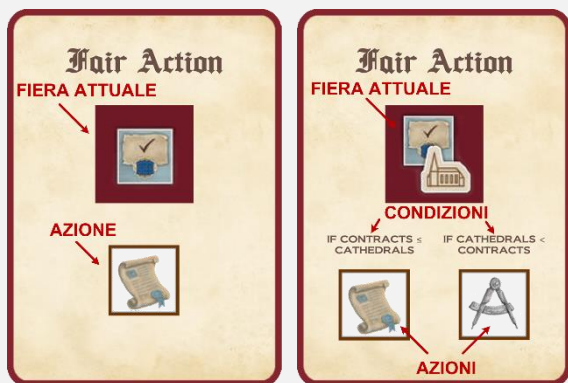 Fair Action
FIERA ATTUALE
AZIONE
Fair Action
FIERA ATTUALE
CONDIZIONI
IF CONTRACTS ≤
CATHEDRALS
IF CATHEDRALS <
CONTRACTS
AZIONI